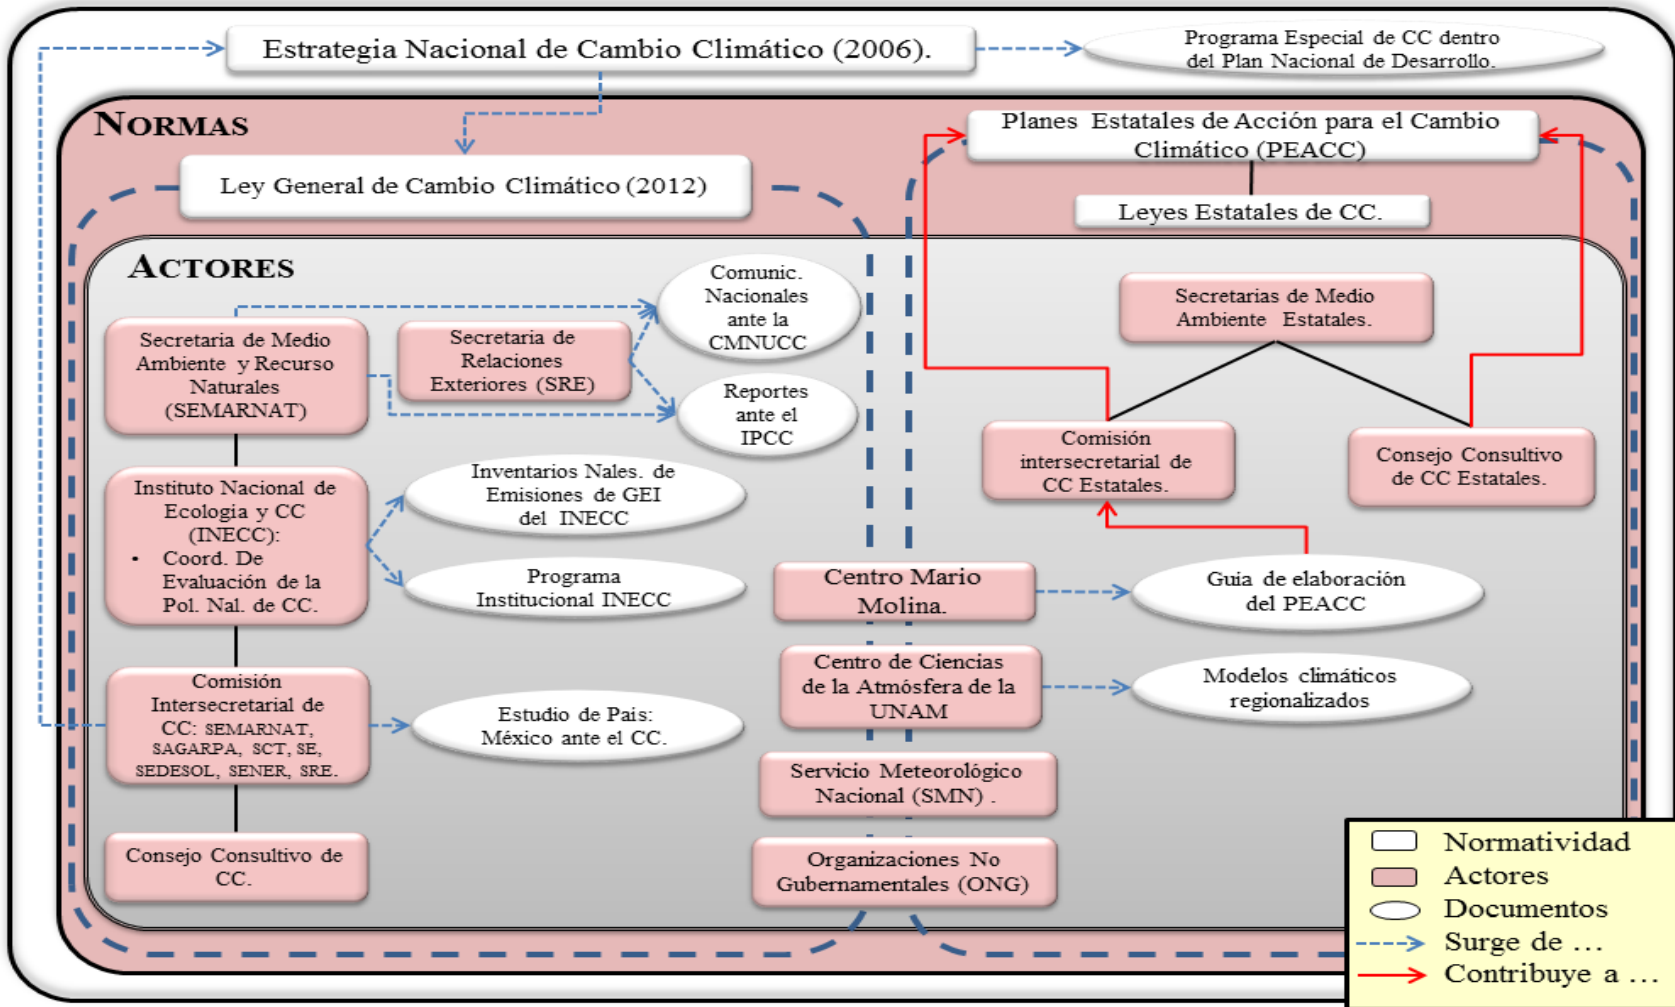 Estrategia Nacional de Cambio Climático (2006).
Programa Especial de CC dentro
del Plan Nacional de Desarrollo.
NORMAS
Ley General de Cambio Climático (2012)
Planes Estatales de Acción para el Cambio
Climático (PEACC)
Leyes Estatales de CC.
ACTORES
Secretaria de Medio
Ambiente y Recurso
Naturales
(SEMARNAT)
Secretaria de
Relaciones
Exteriores (SRE)
Comunic.
Nacionales
ante la
CMNUCC
Reportes
ante el
IPCC
Instituto Nacional de
Ecologia y CC
(INECC):
• Coord. De
Evaluación de la
Pol. Nal. de CC.
Inventarios Nales. de
Emisiones de GEI
del INECC
Programa
Institucional INECC
Comisión
Intersecretarial de
CC: SEMARNAT,
SAGARPA, SCT, SE,
SEDESOL, SENER, SRE.
Estudio de Pais:
México ante el CC.
Consejo Consultivo de
CC.
Centro Mario
Molina.
Centro de Ciencias
de la Atmósfera de la
UNAM
Servicio Meteorológico
Nacional (SMN) .
Organizaciones No
Gubernamentales (ONG)
Secretarias de Medio
Ambiente Estatales.
Comisión
intersecretarial de
CC Estatales.
Consejo Consultivo
de CC Estatales.
Guía de elaboración
del PEACC
Modelos climáticos
regionalizados
Normatividad
Actores
Documentos
Surge de ...
Contribuye a ...